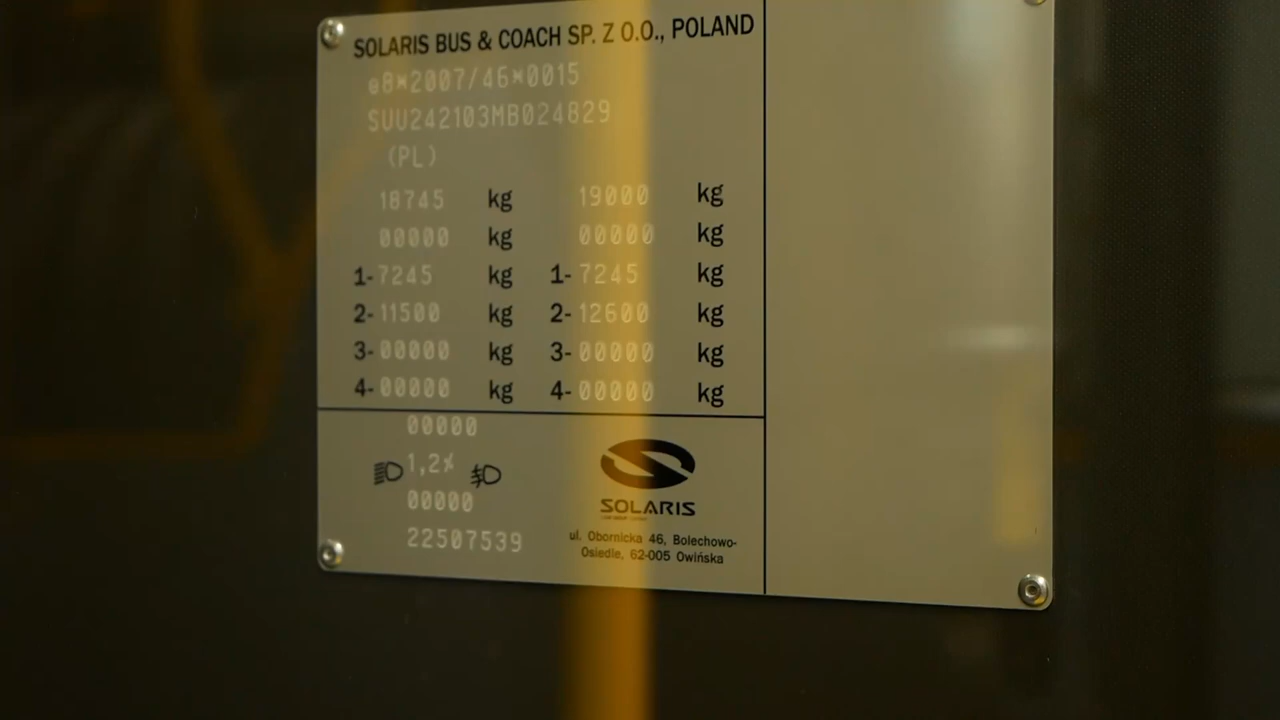 SOLARIS BUS & COACH SP. Z O.O., POLAND
e8*2007/46*0015
SUU242103MB024829
(PL)
18745 kg 19000 kg
00000 kg 00000 kg
1- 7245 kg 1- 7245 kg
2- 11500 kg 2- 12600 kg
3- 00000 kg 3- 00000 kg
4- 00000 kg 4- 00000 kg
00000
1,2%
00000
22507539
SOLARIS
ul. Obornicka 46, Bolechowo-
Osiedle, 62-005 Owińska